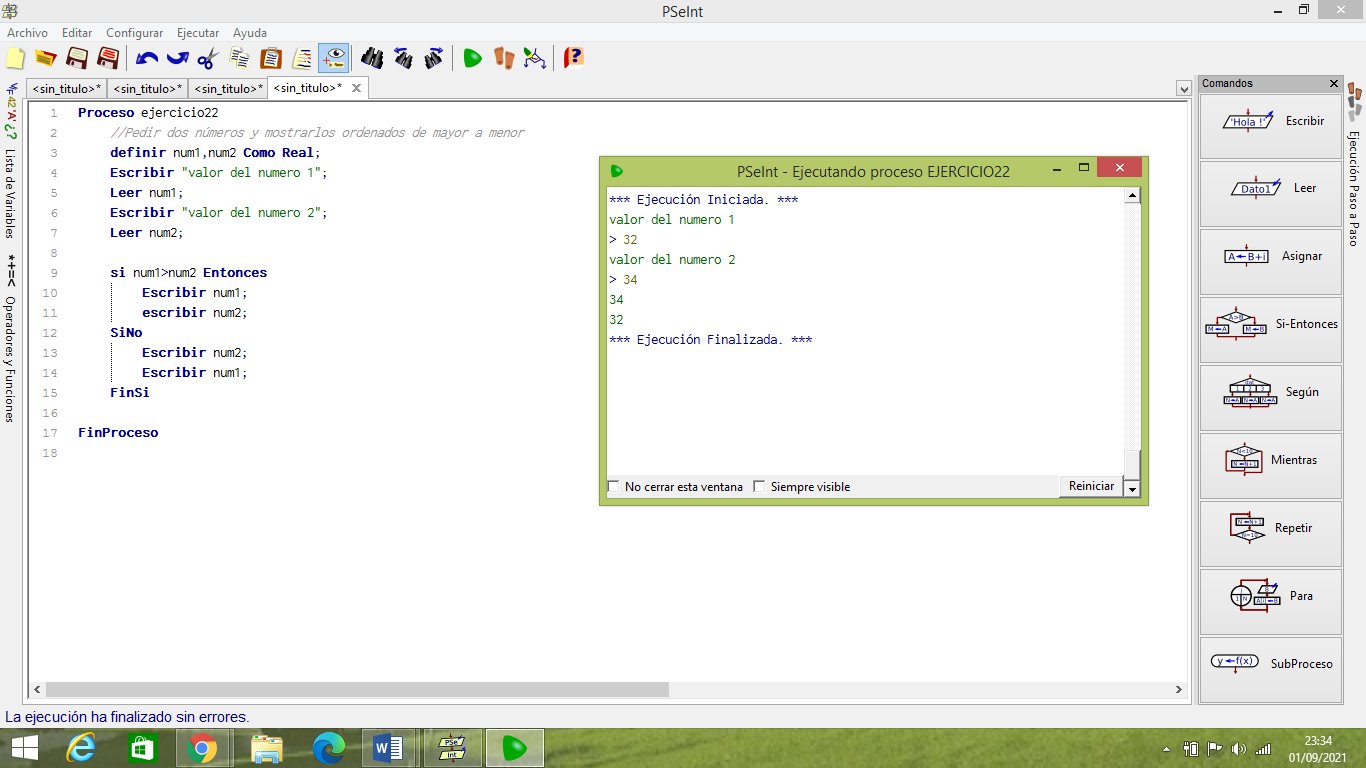 PSeInt
Archivo Editar Configurar Ejecutar Ayuda
<sin_titulo>* <sin_titulo>* <sin_titulo>* <sin_titulo>*
Lista de Variables
Operadores y Funciones
1 Proceso ejercicio22
2 //Pedir dos números y mostrarlos ordenados de mayor a menor
3 definir num1,num2 Como Real;
4 Escribir "valor del numero 1";
5 Leer num1;
6 Escribir "valor del numero 2";
7 Leer num2;
8
9 si num1>num2 Entonces
10 Escribir num1;
11 escribir num2;
12 SiNo
13 Escribir num2;
14 Escribir num1;
15 FinSi
16
17 FinProceso
18
PSeInt - Ejecutando proceso EJERCICIO22
*** Ejecución Iniciada. ***
valor del numero 1
> 32
valor del numero 2
> 34
34
32
*** Ejecución Finalizada. ***
No cerrar esta ventana Siempre visible Reiniciar
Comandos
'Hola !' Escribir
Dato1 Leer
A←B+i Asignar
A>B M←A M←B Si-Entonces
Según
Mientras
Repetir
Para
y←f(x) SubProceso
Ejecución Paso a Paso
La ejecución ha finalizado sin errores.
PSe
Int
23:34
01/09/2021